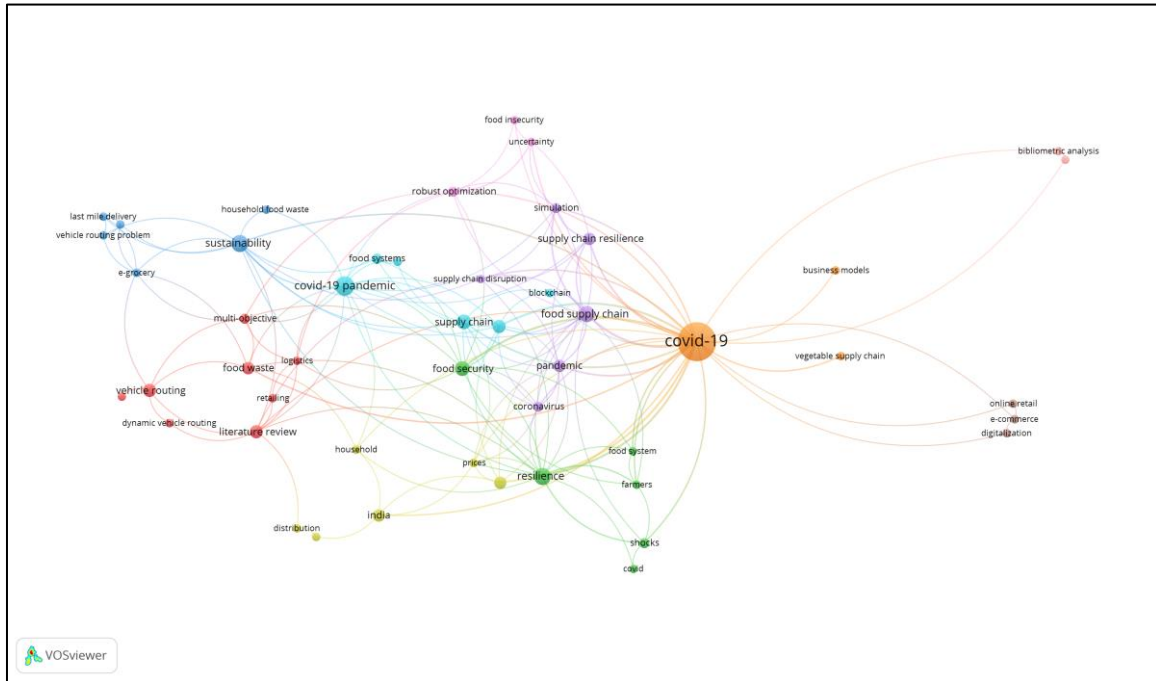 food insecurity
uncertainty
bibliometric analysis
robust optimization
simulation
household food waste
last mile delivery
vehicle routing problem
sustainability
supply chain resilience
food systems
e-grocery
business models
supply chain disruption
covid-19 pandemic
blockchain
multi-objective
supply chain
food supply chain
covid-19
vegetable supply chain
logistics
food waste
food security
pandemic
vehicle routing
retailing
online retail
coronavirus
e-commerce
dynamic vehicle routing
literature review
digitalization
household
food system
prices
resilience
farmers
india
distribution
shocks
covid
VOSviewer